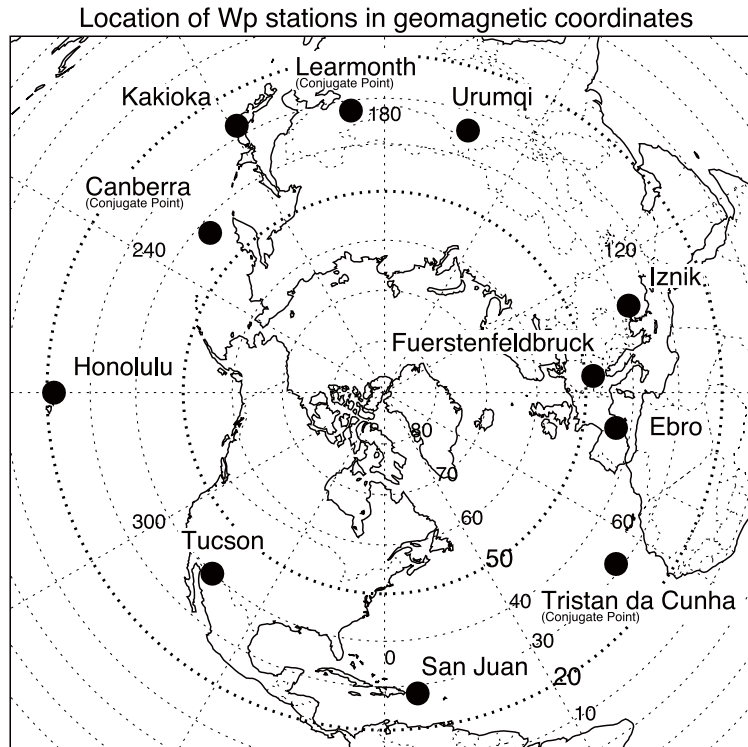 Location of Wp stations in geomagnetic coordinates
Learmonth
(Conjugate Point)
Kakioka
Urumqi
180
Canberra
(Conjugate Point)
240
120
Iznik
Fuerstenfeldbruck
Honolulu
80
Ebro
70
300
60
60
Tucson
50
40
Tristan da Cunha
(Conjugate Point)
30
0
San Juan
20
10